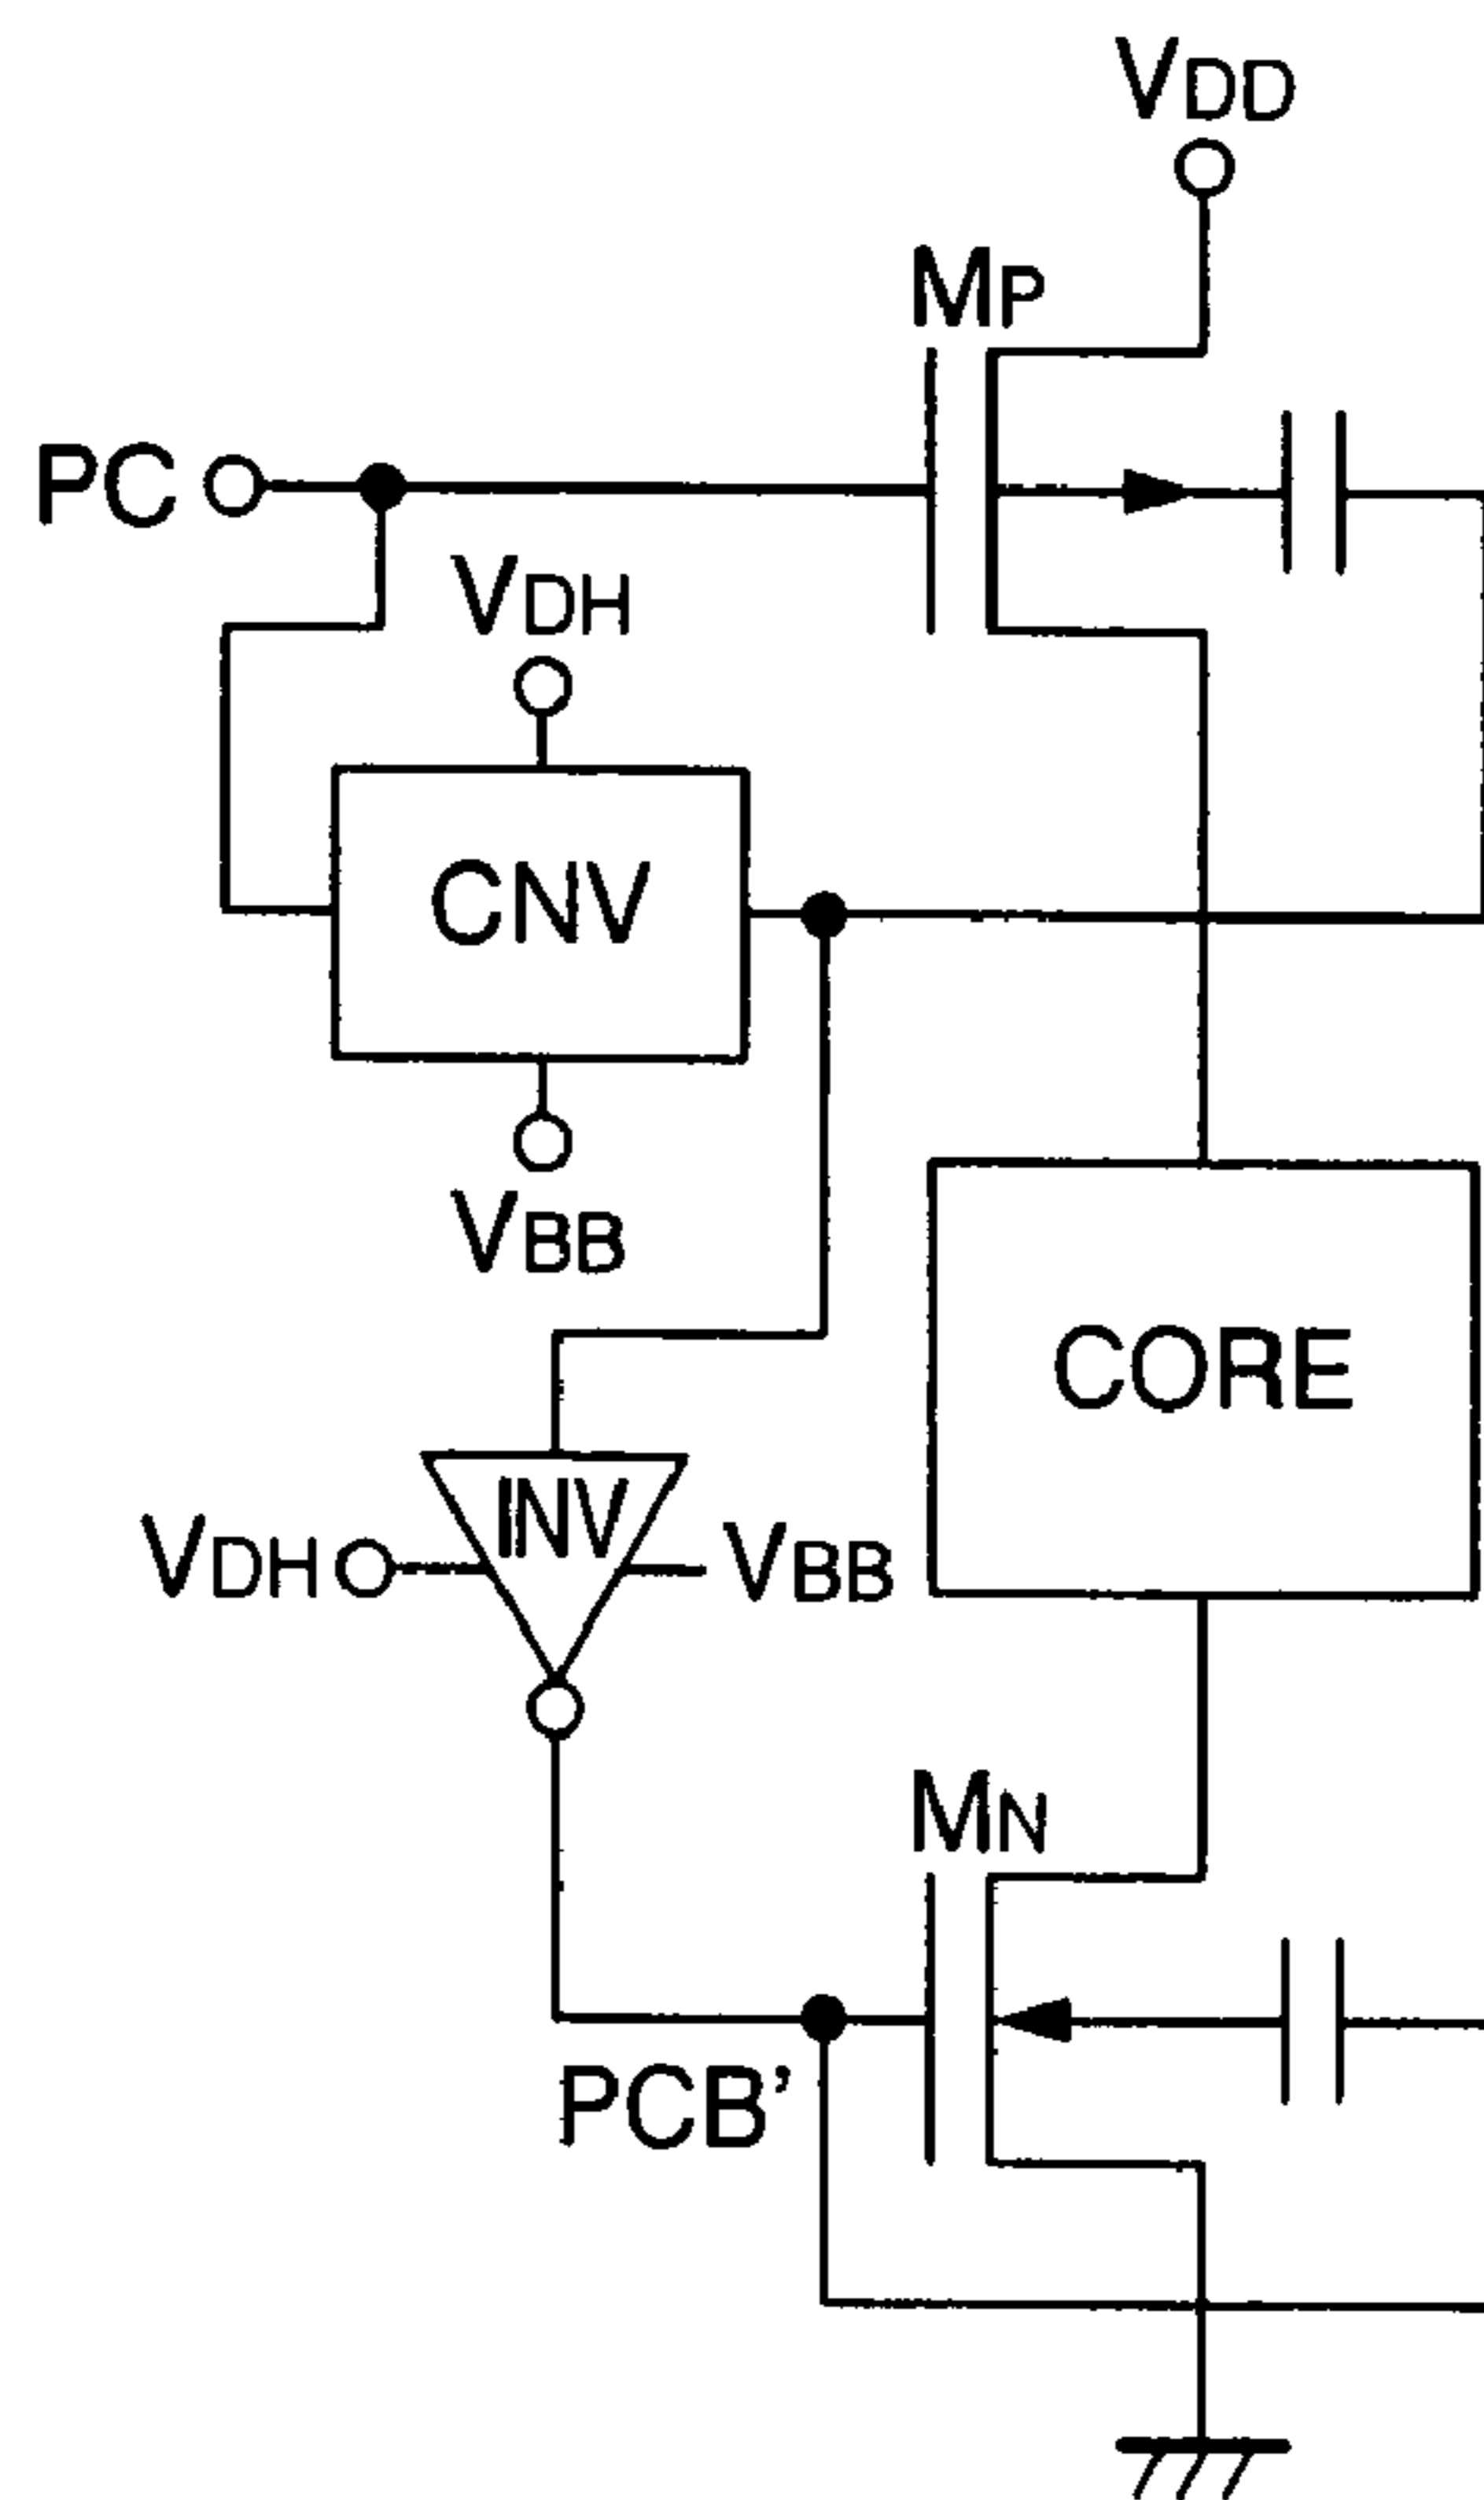 VDD
MP
PC
VDH
CNV
VBB
CORE
INV
VDH
VBB
MN
PCB’